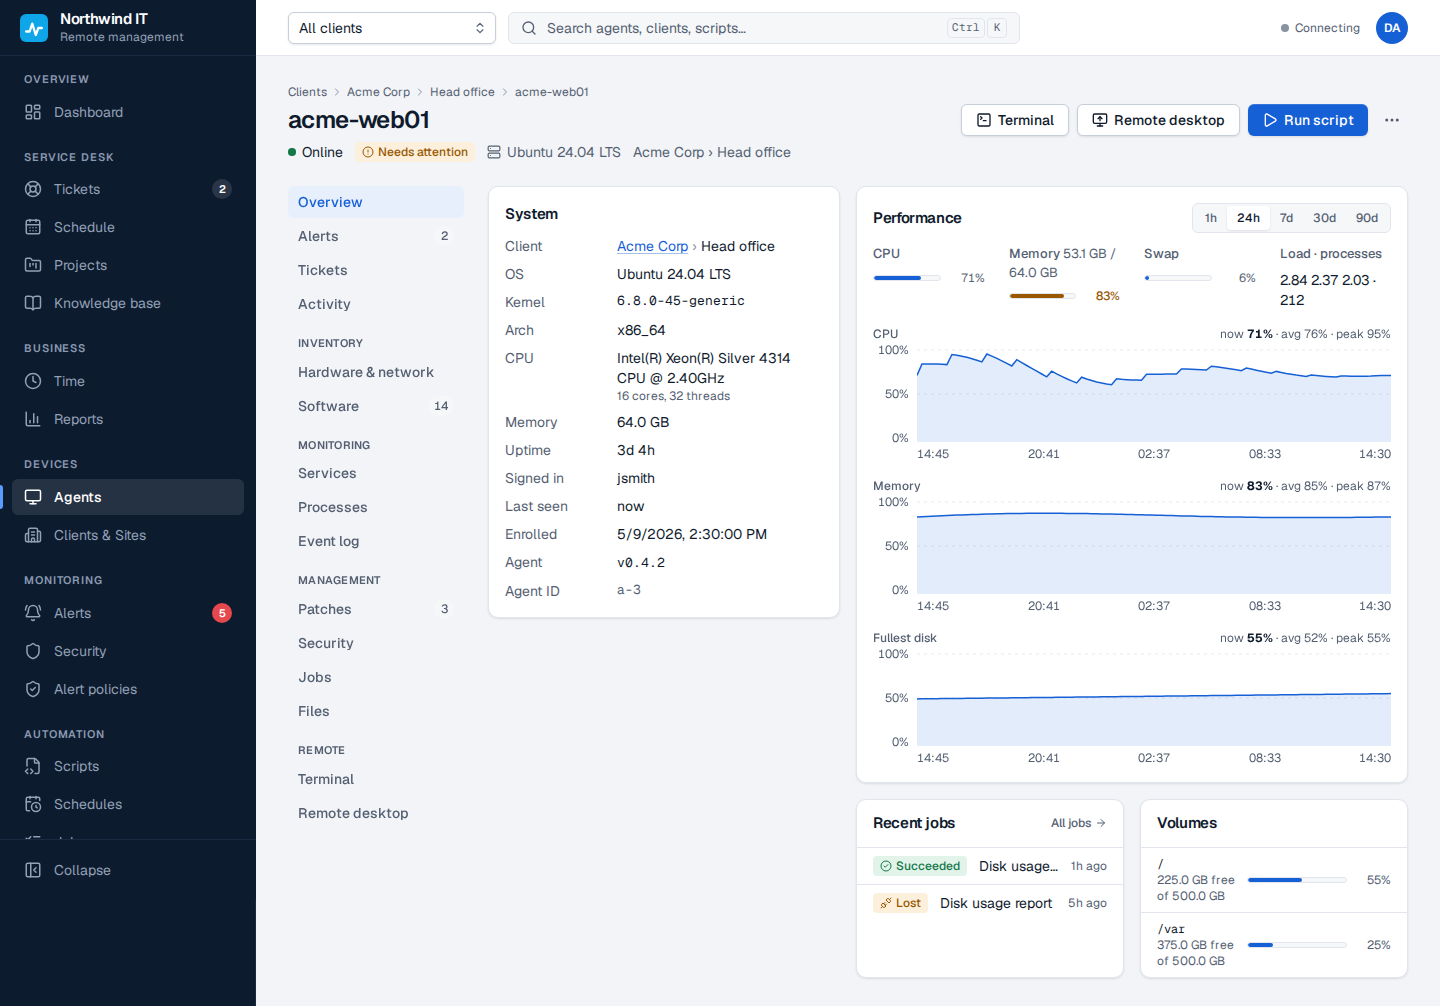 Northwind IT
Remote management
OVERVIEW
Dashboard
SERVICE DESK
Tickets 2
Schedule
Projects
Knowledge base
BUSINESS
Time
Reports
DEVICES
Agents
Clients & Sites
MONITORING
Alerts 5
Security
Alert policies
AUTOMATION
Scripts
Schedules
Collapse
All clients
Search agents, clients, scripts...
Ctrl K
Connecting
DA
Clients › Acme Corp › Head office › acme-web01
acme-web01
Online
Needs attention
Ubuntu 24.04 LTS
Acme Corp › Head office
Terminal
Remote desktop
Run script
Overview
Alerts 2
Tickets
Activity
INVENTORY
Hardware & network
Software 14
MONITORING
Services
Processes
Event log
MANAGEMENT
Patches 3
Security
Jobs
Files
REMOTE
Terminal
Remote desktop
System
Client Acme Corp › Head office
OS Ubuntu 24.04 LTS
Kernel 6.8.0-45-generic
Arch x86_64
CPU Intel(R) Xeon(R) Silver 4314
CPU @ 2.40GHz
16 cores, 32 threads
Memory 64.0 GB
Uptime 3d 4h
Signed in jsmith
Last seen now
Enrolled 5/9/2026, 2:30:00 PM
Agent v0.4.2
Agent ID a-3
Performance
1h 24h 7d 30d 90d
CPU
71%
Memory 53.1 GB /
64.0 GB
83%
Swap
6%
Load · processes
2.84 2.37 2.03 ·
212
CPU now 71% · avg 76% · peak 95%
100%
50%
0%
14:45 20:41 02:37 08:33 14:30
Memory now 83% · avg 85% · peak 87%
100%
50%
0%
14:45 20:41 02:37 08:33 14:30
Fullest disk now 55% · avg 52% · peak 55%
100%
50%
0%
14:45 20:41 02:37 08:33 14:30
Recent jobs All jobs →
Succeeded Disk usage... 1h ago
Lost Disk usage report 5h ago
Volumes
/
225.0 GB free
of 500.0 GB
55%
/var
375.0 GB free
of 500.0 GB
25%